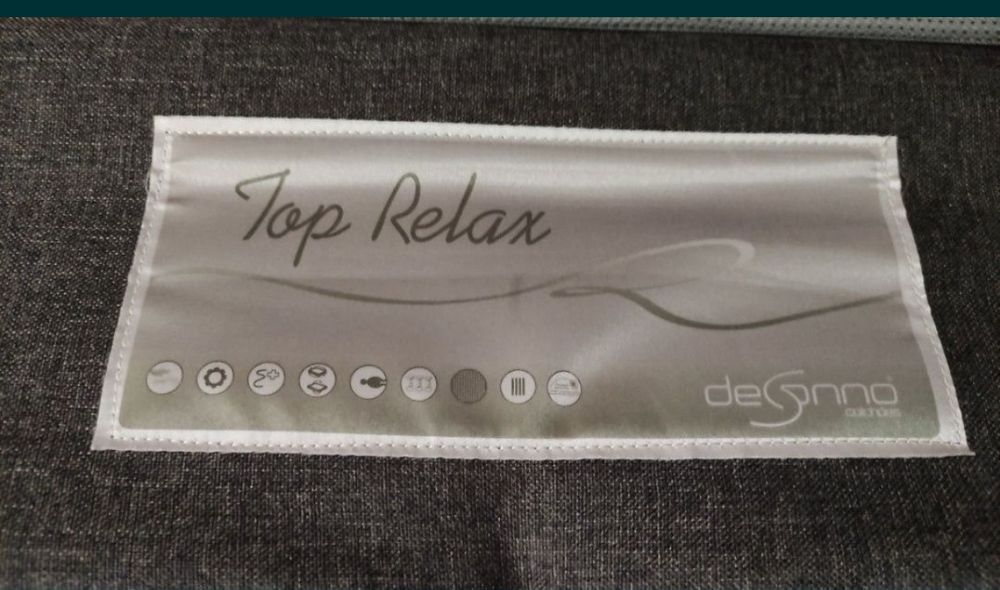 Top Relax
deSonno
colchões